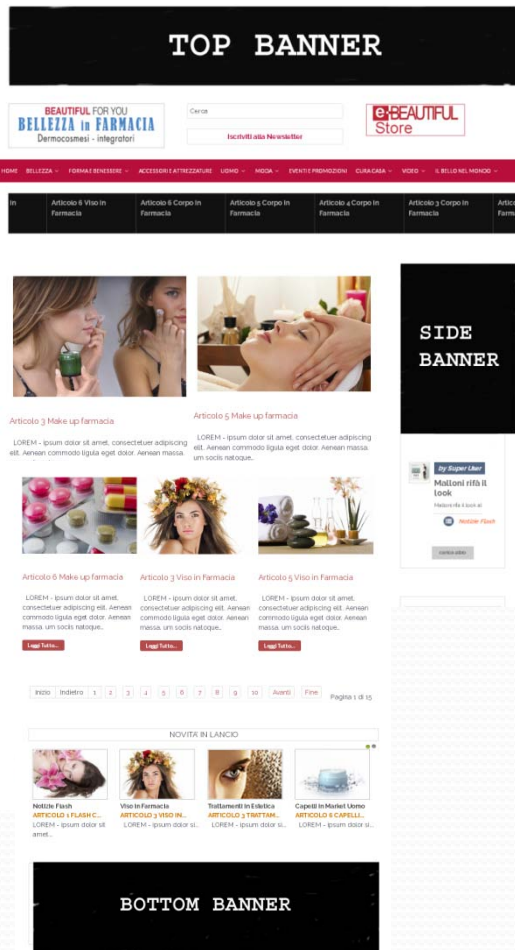 TOP BANNER
BEAUTIFUL FOR YOU
BELLEZZA in FARMACIA
Dermocosmesi - integratori
Cerca
Iscriviti alla Newsletter
e-BEAUTIFUL
Store
HOME BELLEZZA FORMA E BENESSERE ACCESSORI E ATTREZZATURE UOMO MODA EVENTI E PROMOZIONI CURA CASA VIDEO IL BELLO NEL MONDO
in
Articolo 6 Viso in
Farmacia
Articolo 6 Corpo in
Farmacia
Articolo 5 Corpo in
Farmacia
Articolo 4 Corpo in
Farmacia
Articolo 3 Corpo in
Farmacia
SIDE
BANNER
Articolo 3 Make up farmacia
LOREM - ipsum dolor sit amet, consectetuer adipiscing
elit. Aenean commodo ligula eget dolor. Aenean massa.
Articolo 5 Make up farmacia
LOREM - ipsum dolor sit amet, consectetuer adipiscing
elit. Aenean commodo ligula eget dolor. Aenean massa.
um sociis natoque...
by Super User
Malloni rifà il
look
Malloni rifà il look al
Notizie Flash
Articolo 6 Make up farmacia
LOREM - ipsum dolor sit amet,
consectetuer adipiscing elit. Aenean
commodo ligula eget dolor. Aenean
massa. um sociis natoque...
Leggi Tutto...
Articolo 3 Viso in Farmacia
LOREM - ipsum dolor sit amet,
consectetuer adipiscing elit. Aenean
commodo ligula eget dolor. Aenean
massa. um sociis natoque...
Leggi Tutto...
Articolo 5 Viso in Farmacia
LOREM - ipsum dolor sit amet,
consectetuer adipiscing elit. Aenean
commodo ligula eget dolor. Aenean
massa. um sociis natoque...
Leggi Tutto...
Inizio Indietro 1 2 3 4 5 6 7 8 9 10 Avanti Fine
Pagina 1 di 15
NOVITA' IN LANCIO
Notizie Flash
ARTICOLO 1 FLASH C...
LOREM - ipsum dolor sit
amet...
Viso in Farmacia
ARTICOLO 3 VISO IN...
LOREM - ipsum dolor si...
Trattamenti in Estetica
ARTICOLO 3 TRATTAM...
LOREM - ipsum dolor si...
Capelli in Market Uomo
ARTICOLO 6 CAPELLI...
LOREM - ipsum dolor si...
BOTTOM BANNER